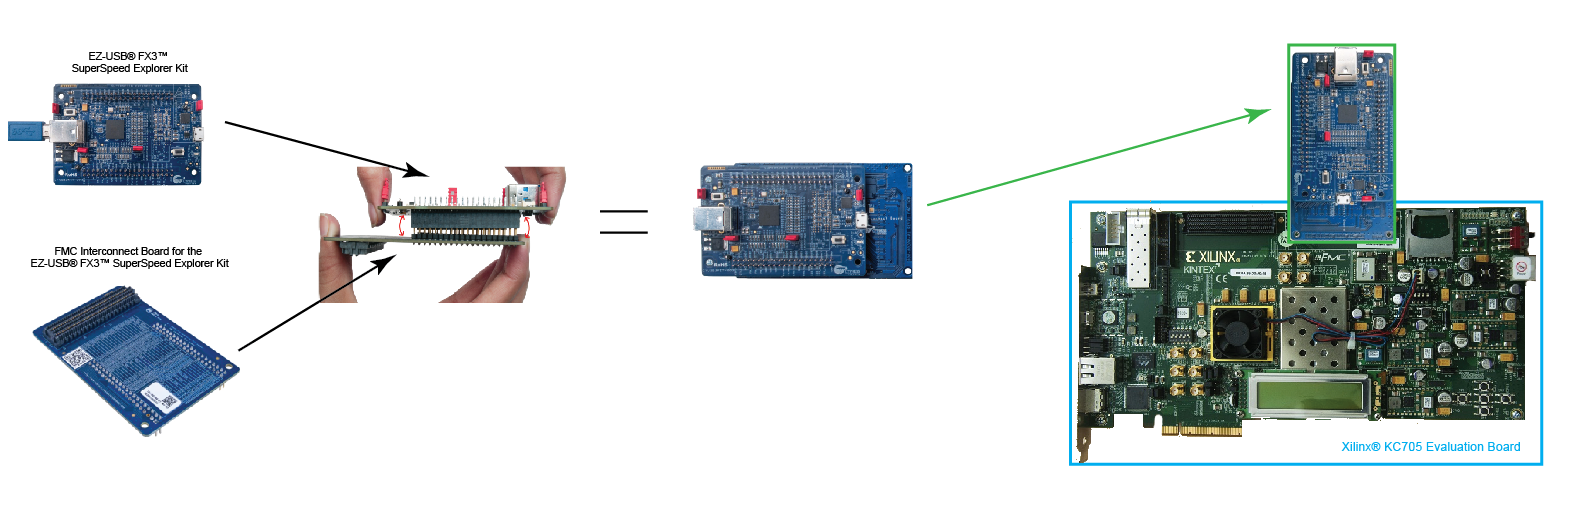 EZ-USB® FX3™
SuperSpeed Explorer Kit
FMC Interconnect Board for the
EZ-USB® FX3™ SuperSpeed Explorer Kit
XILINX®
KINTEX7
Xilinx® KC705 Evaluation Board